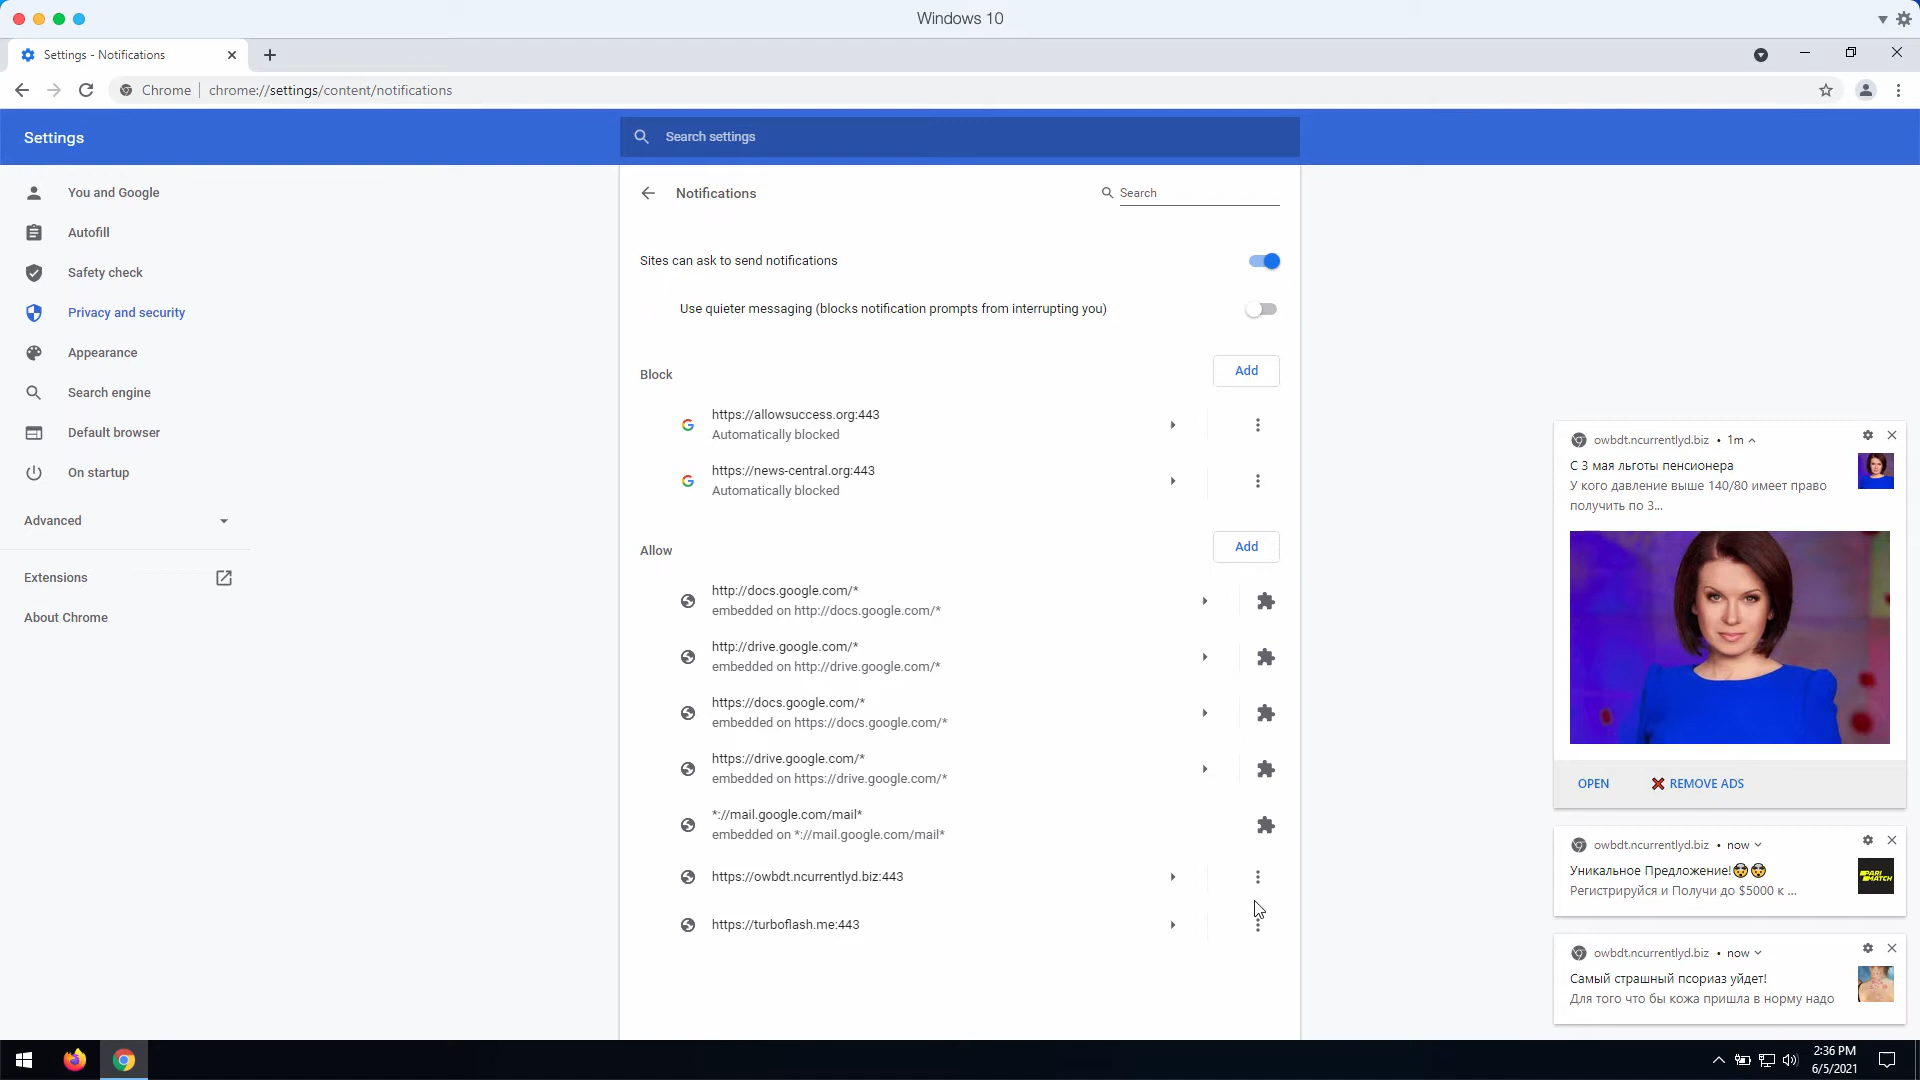 Windows 10
Settings - Notifications
Chrome
chrome://settings/content/notifications
Settings
Search settings
You and Google
Autofill
Safety check
Privacy and security
Appearance
Search engine
Default browser
On startup
Advanced
Extensions
About Chrome
Notifications
Search
Sites can ask to send notifications
Use quieter messaging (blocks notification prompts from interrupting you)
Block
Add
https://allowsuccess.org:443
Automatically blocked
https://news-central.org:443
Automatically blocked
Allow
Add
http://docs.google.com/*
embedded on http://docs.google.com/*
http://drive.google.com/*
embedded on http://drive.google.com/*
https://docs.google.com/*
embedded on https://docs.google.com/*
https://drive.google.com/*
embedded on https://drive.google.com/*
*://mail.google.com/mail*
embedded on *://mail.google.com/mail*
https://owbdt.ncurrentlyd.biz:443
https://turboflash.me:443
owbdt.ncurrentlyd.biz • 1m
С 3 мая льготы пенсионера
У кого давление выше 140/80 имеет право
получить по 3...
OPEN
❌ REMOVE ADS
owbdt.ncurrentlyd.biz • now
Уникальное Предложение!🤯🤯
Регистрируйся и Получи до $5000 к ...
PARI
MATCH
owbdt.ncurrentlyd.biz • now
Самый страшный псориаз уйдет!
Для того что бы кожа пришла в норму надо
2:36 PM
6/5/2021